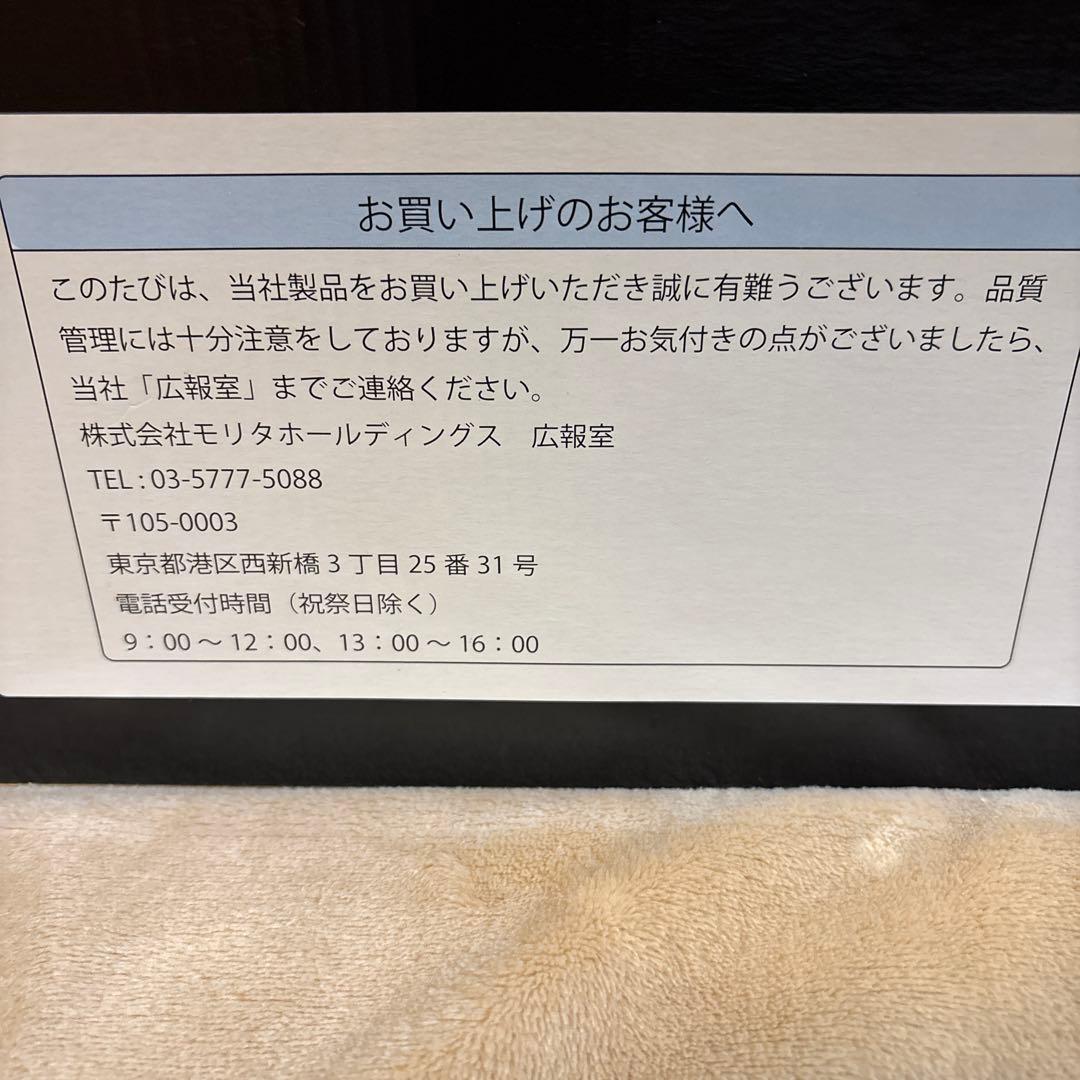 お買い上げのお客様へ
このたびは、当社製品をお買い上げいただき誠に有難うございます。品質
管理には十分注意をしておりますが、万一お気付きの点がございましたら、
当社「広報室」までご連絡ください。
株式会社モリタホールディングス　広報室
TEL : 03-5777-5088
〒105-0003
東京都港区西新橋 3 丁目 25 番 31 号
電話受付時間（祝祭日除く）
9：00 ～ 12：00、13：00 ～ 16：00